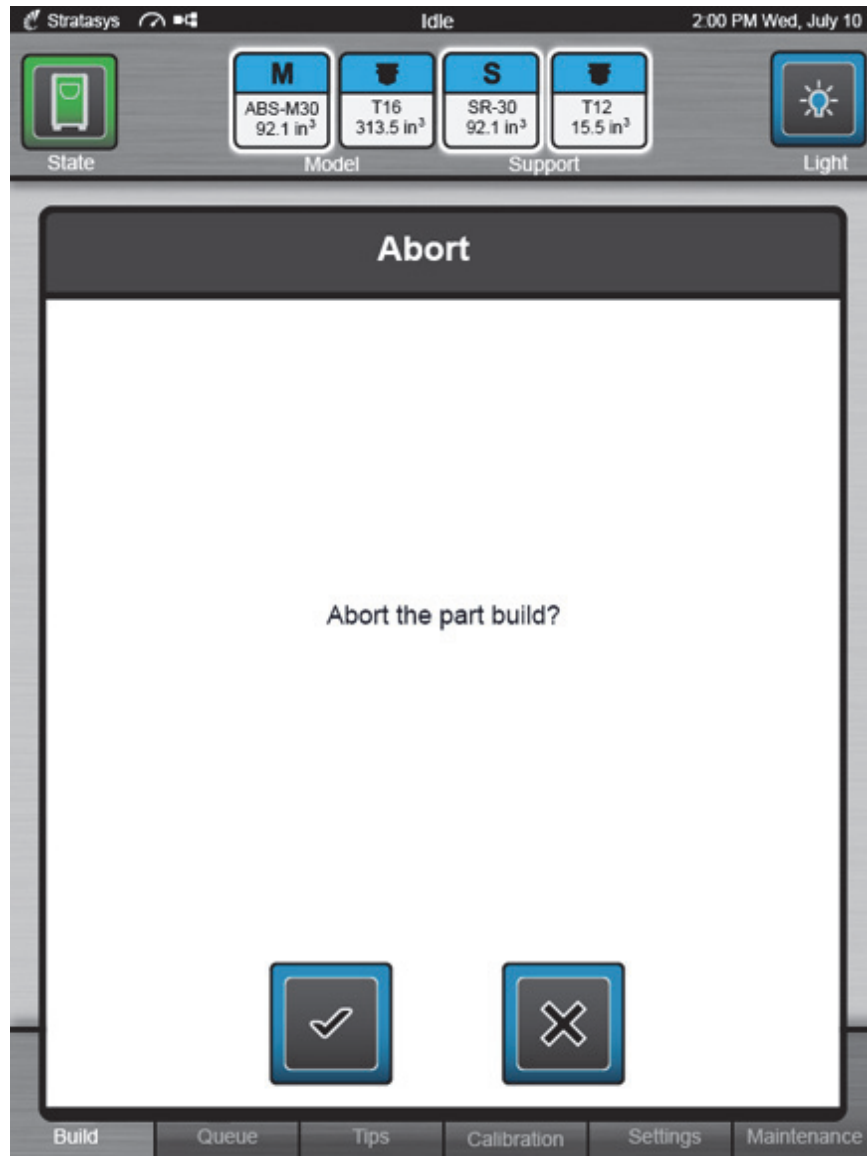 Stratasys Idle 2:00 PM Wed, July 10
M S
ABS-M30 T16 SR-30 T12
92.1 in³ 313.5 in³ 92.1 in³ 15.5 in³
State Model Support Light
Abort
Abort the part build?
Build Queue Tips Calibration Settings Maintenance